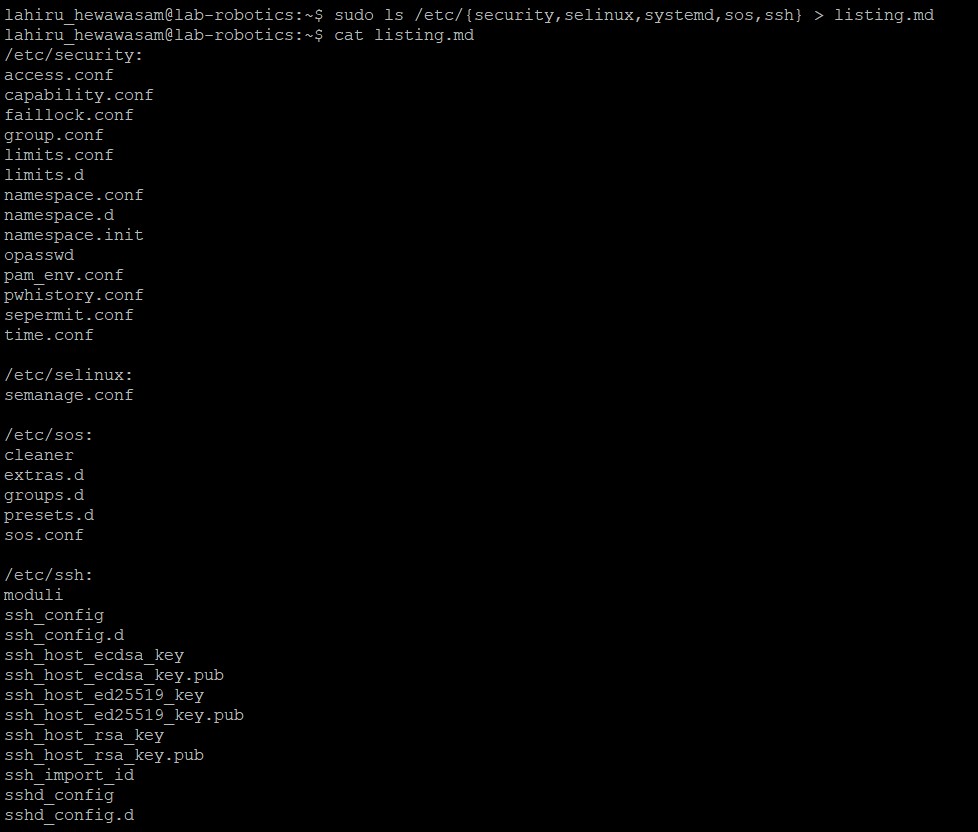 lahiru_hewawasam@lab-robotics:~$ sudo ls /etc/{security,selinux,systemd,sos,ssh} > listing.md
lahiru_hewawasam@lab-robotics:~$ cat listing.md
/etc/security:
access.conf
capability.conf
faillock.conf
group.conf
limits.conf
limits.d
namespace.conf
namespace.d
namespace.init
opasswd
pam_env.conf
pwhistory.conf
sepermit.conf
time.conf

/etc/selinux:
semanage.conf

/etc/sos:
cleaner
extras.d
groups.d
presets.d
sos.conf

/etc/ssh:
moduli
ssh_config
ssh_config.d
ssh_host_ecdsa_key
ssh_host_ecdsa_key.pub
ssh_host_ed25519_key
ssh_host_ed25519_key.pub
ssh_host_rsa_key
ssh_host_rsa_key.pub
ssh_import_id
sshd_config
sshd_config.d